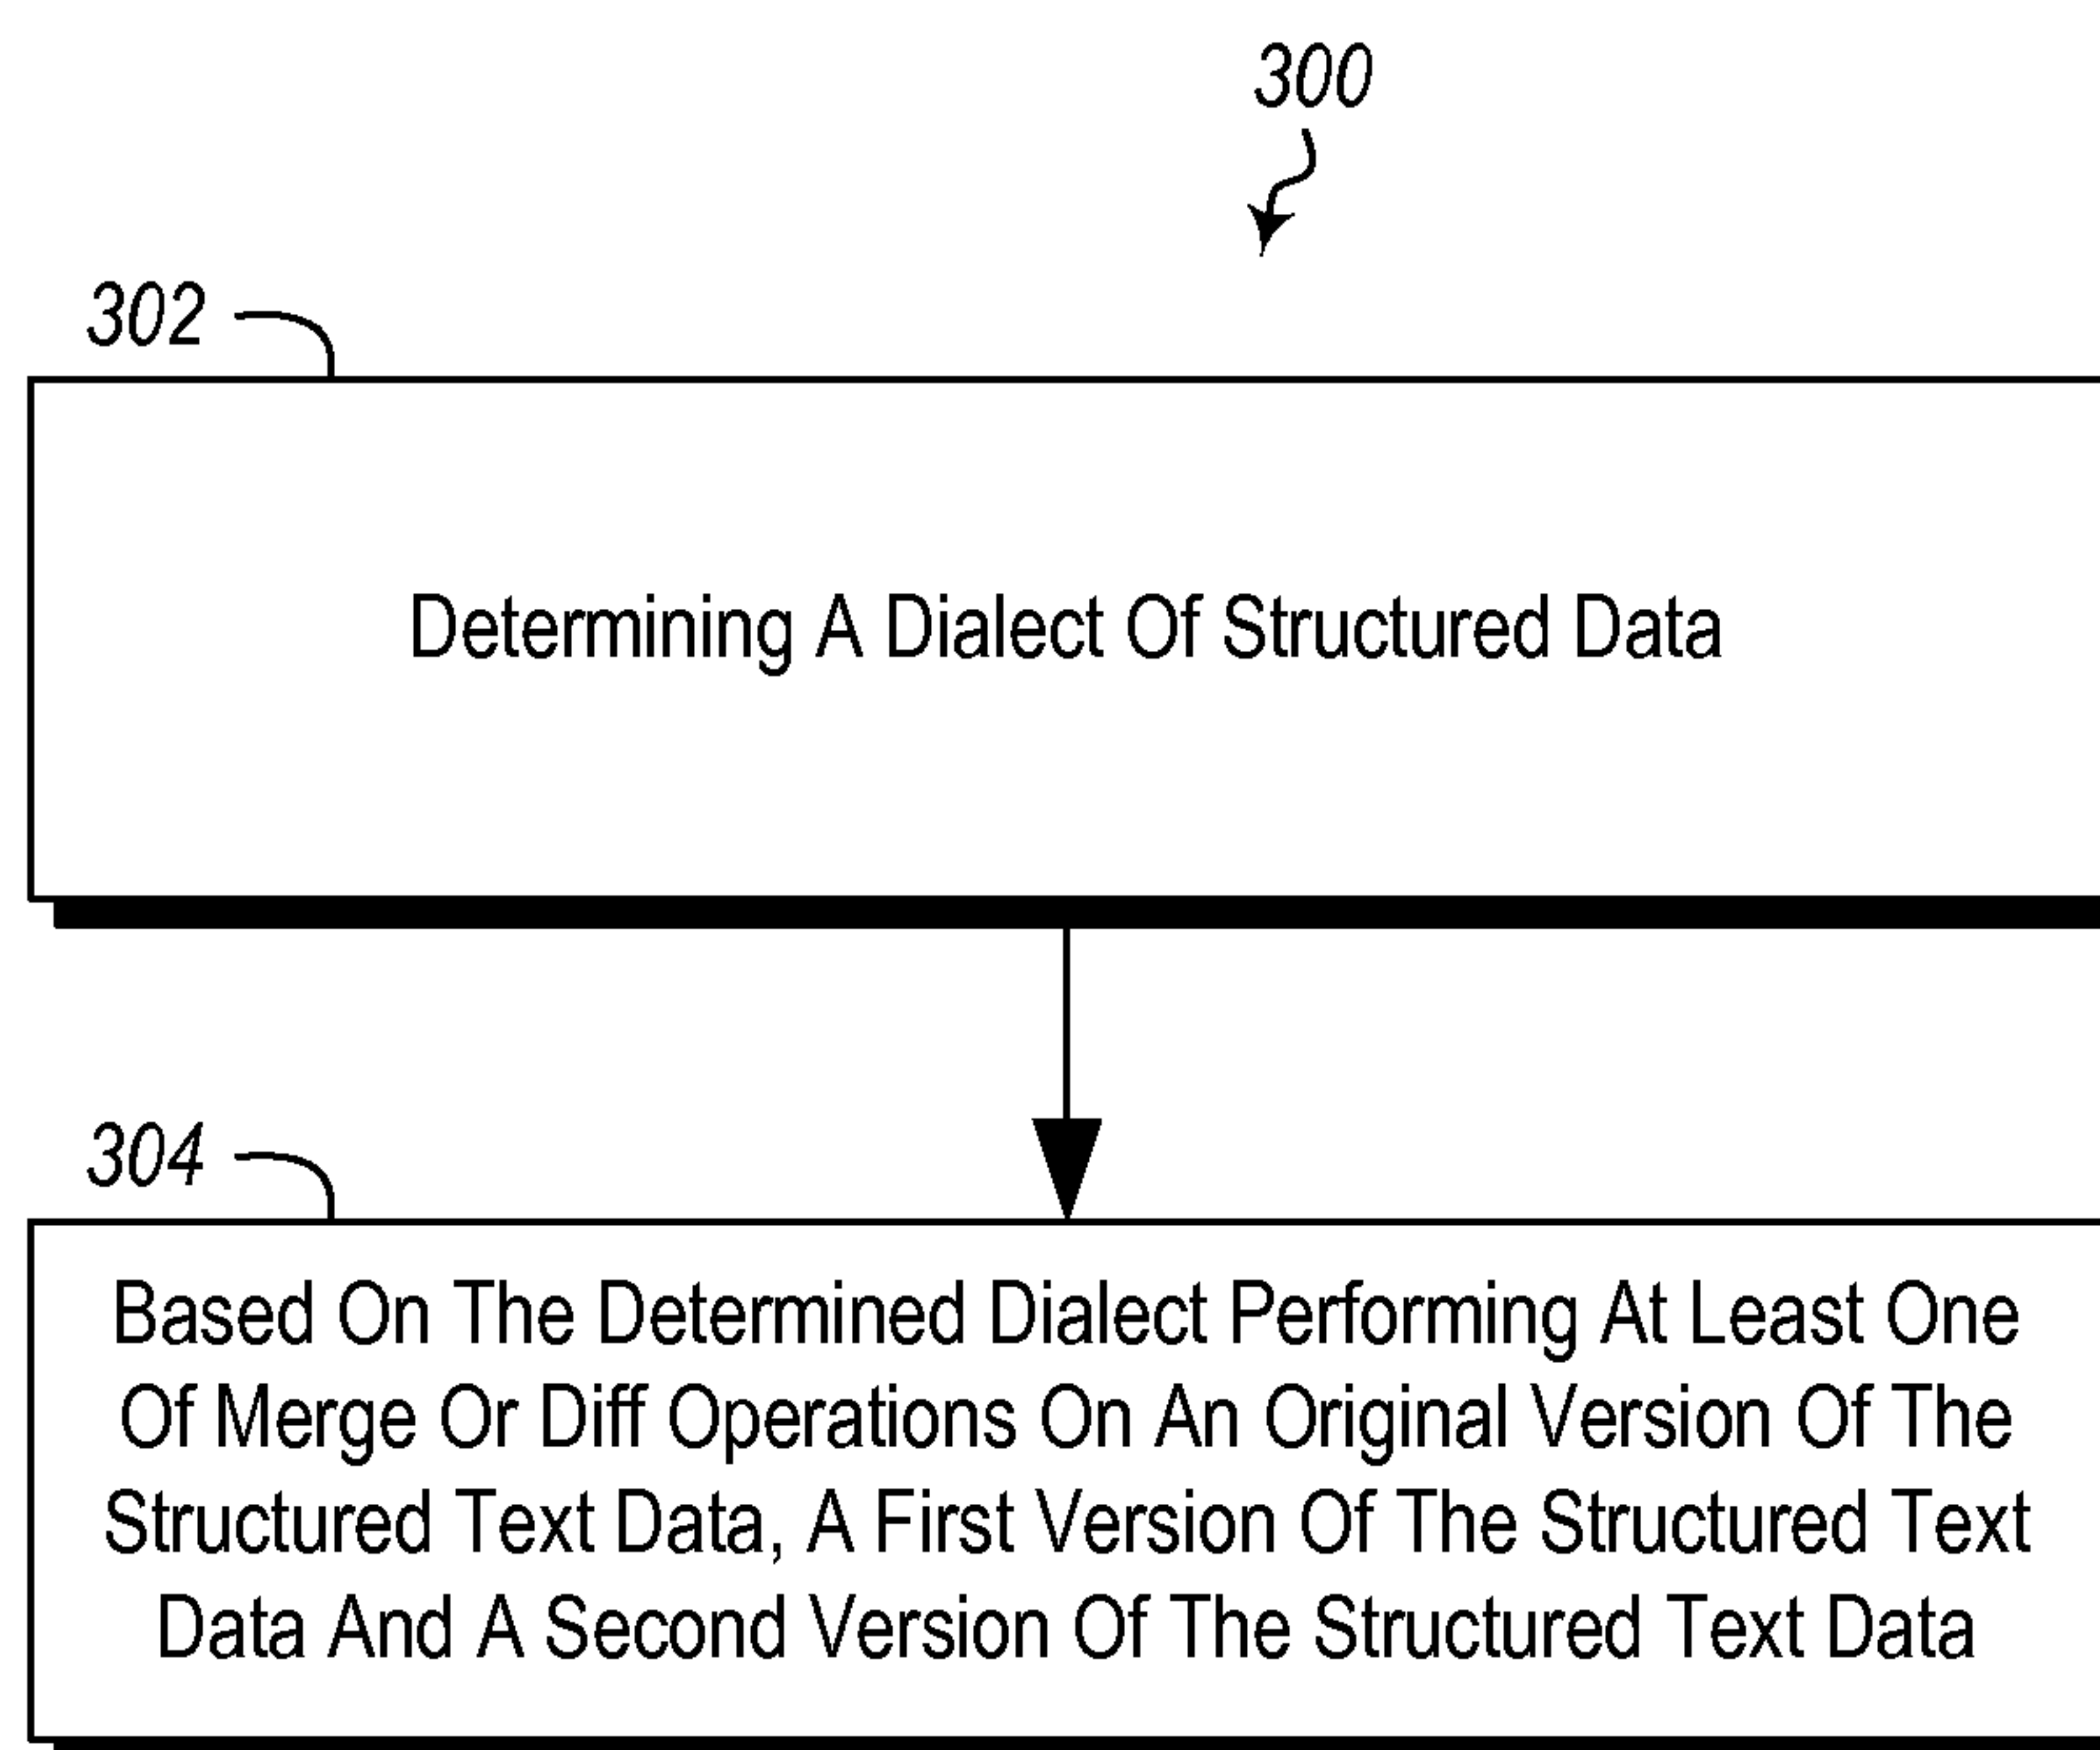 300
302
Determining A Dialect Of Structured Data
304
Based On The Determined Dialect Performing At Least One
Of Merge Or Diff Operations On An Original Version Of The
Structured Text Data, A First Version Of The Structured Text
Data And A Second Version Of The Structured Text Data